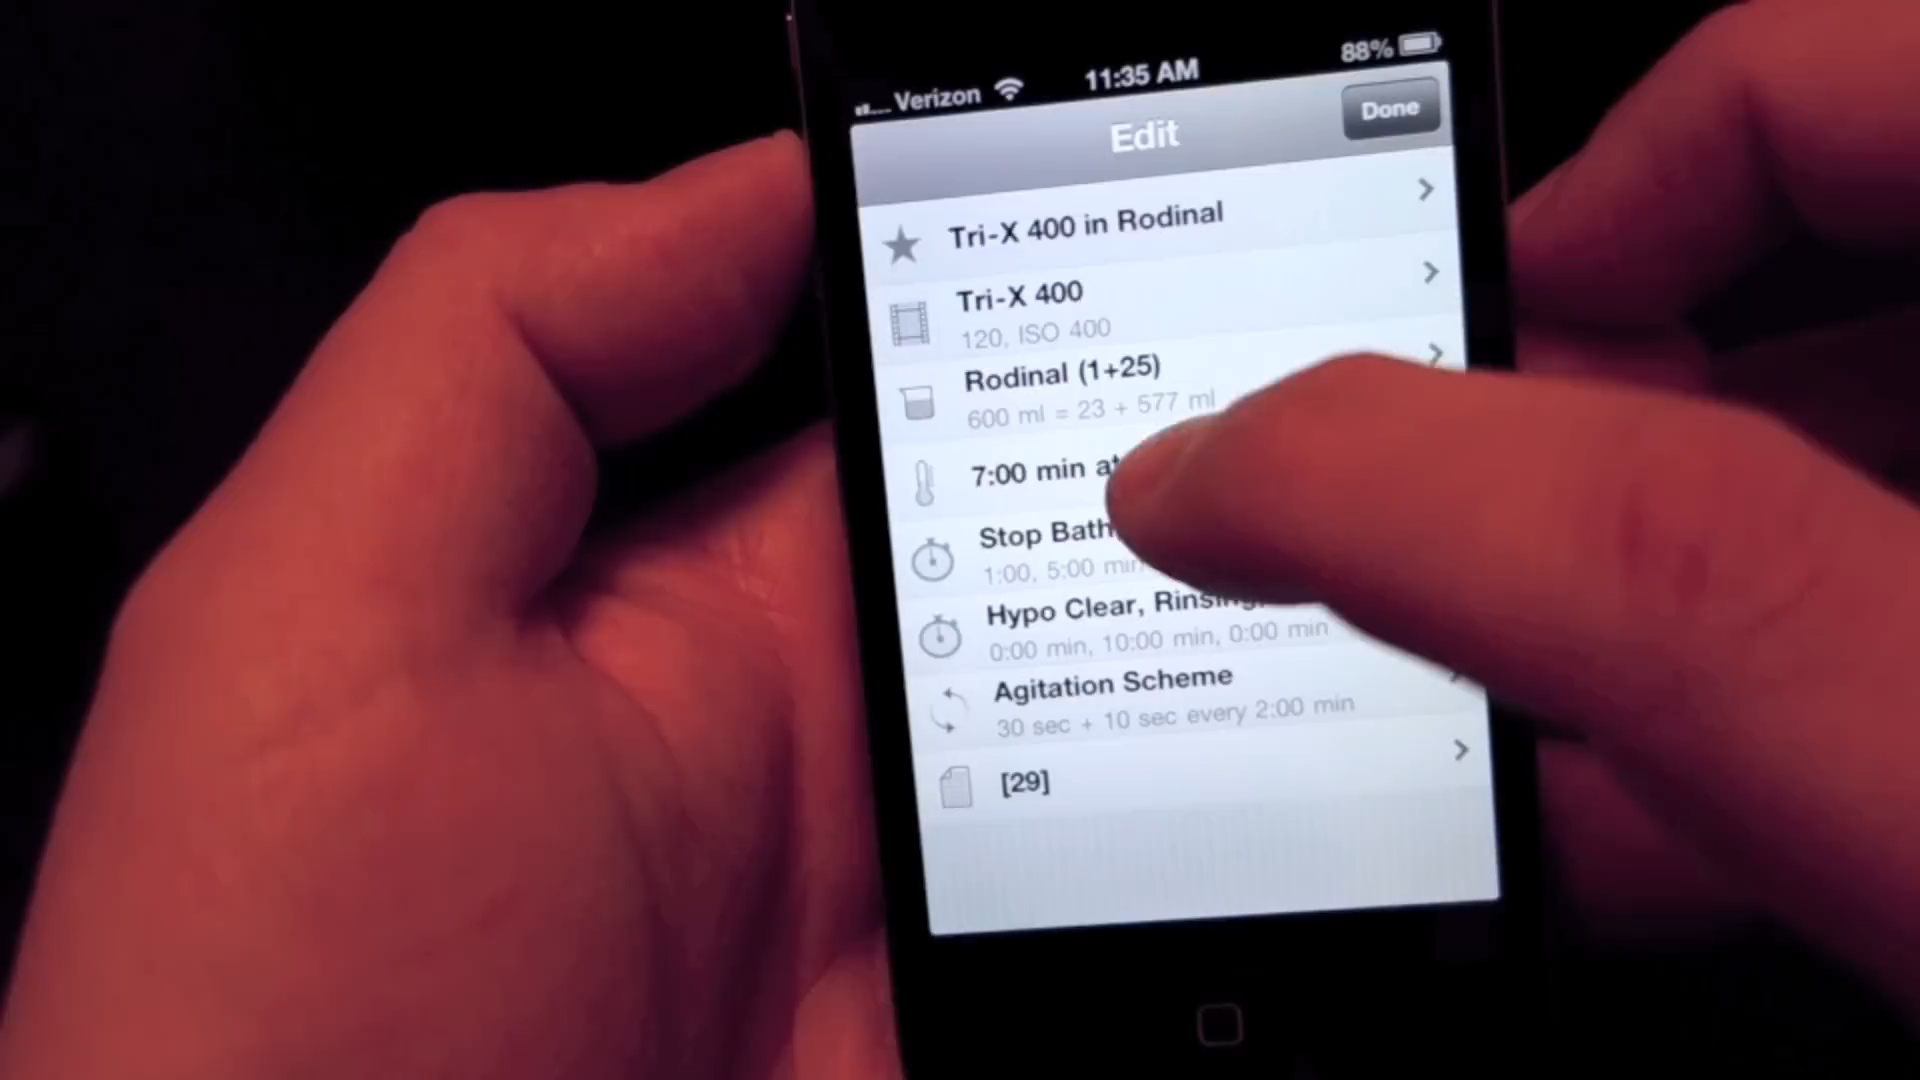 Verizon 11:35 AM 88%
Edit
Done
Tri-X 400 in Rodinal
Tri-X 400
120, ISO 400
Rodinal (1+25)
600 ml = 23 + 577 ml
7:00 min at
Stop Bath
1:00, 5:00 min
Hypo Clear, Rinsing,
0:00 min, 10:00 min, 0:00 min
Agitation Scheme
30 sec + 10 sec every 2:00 min
[29]